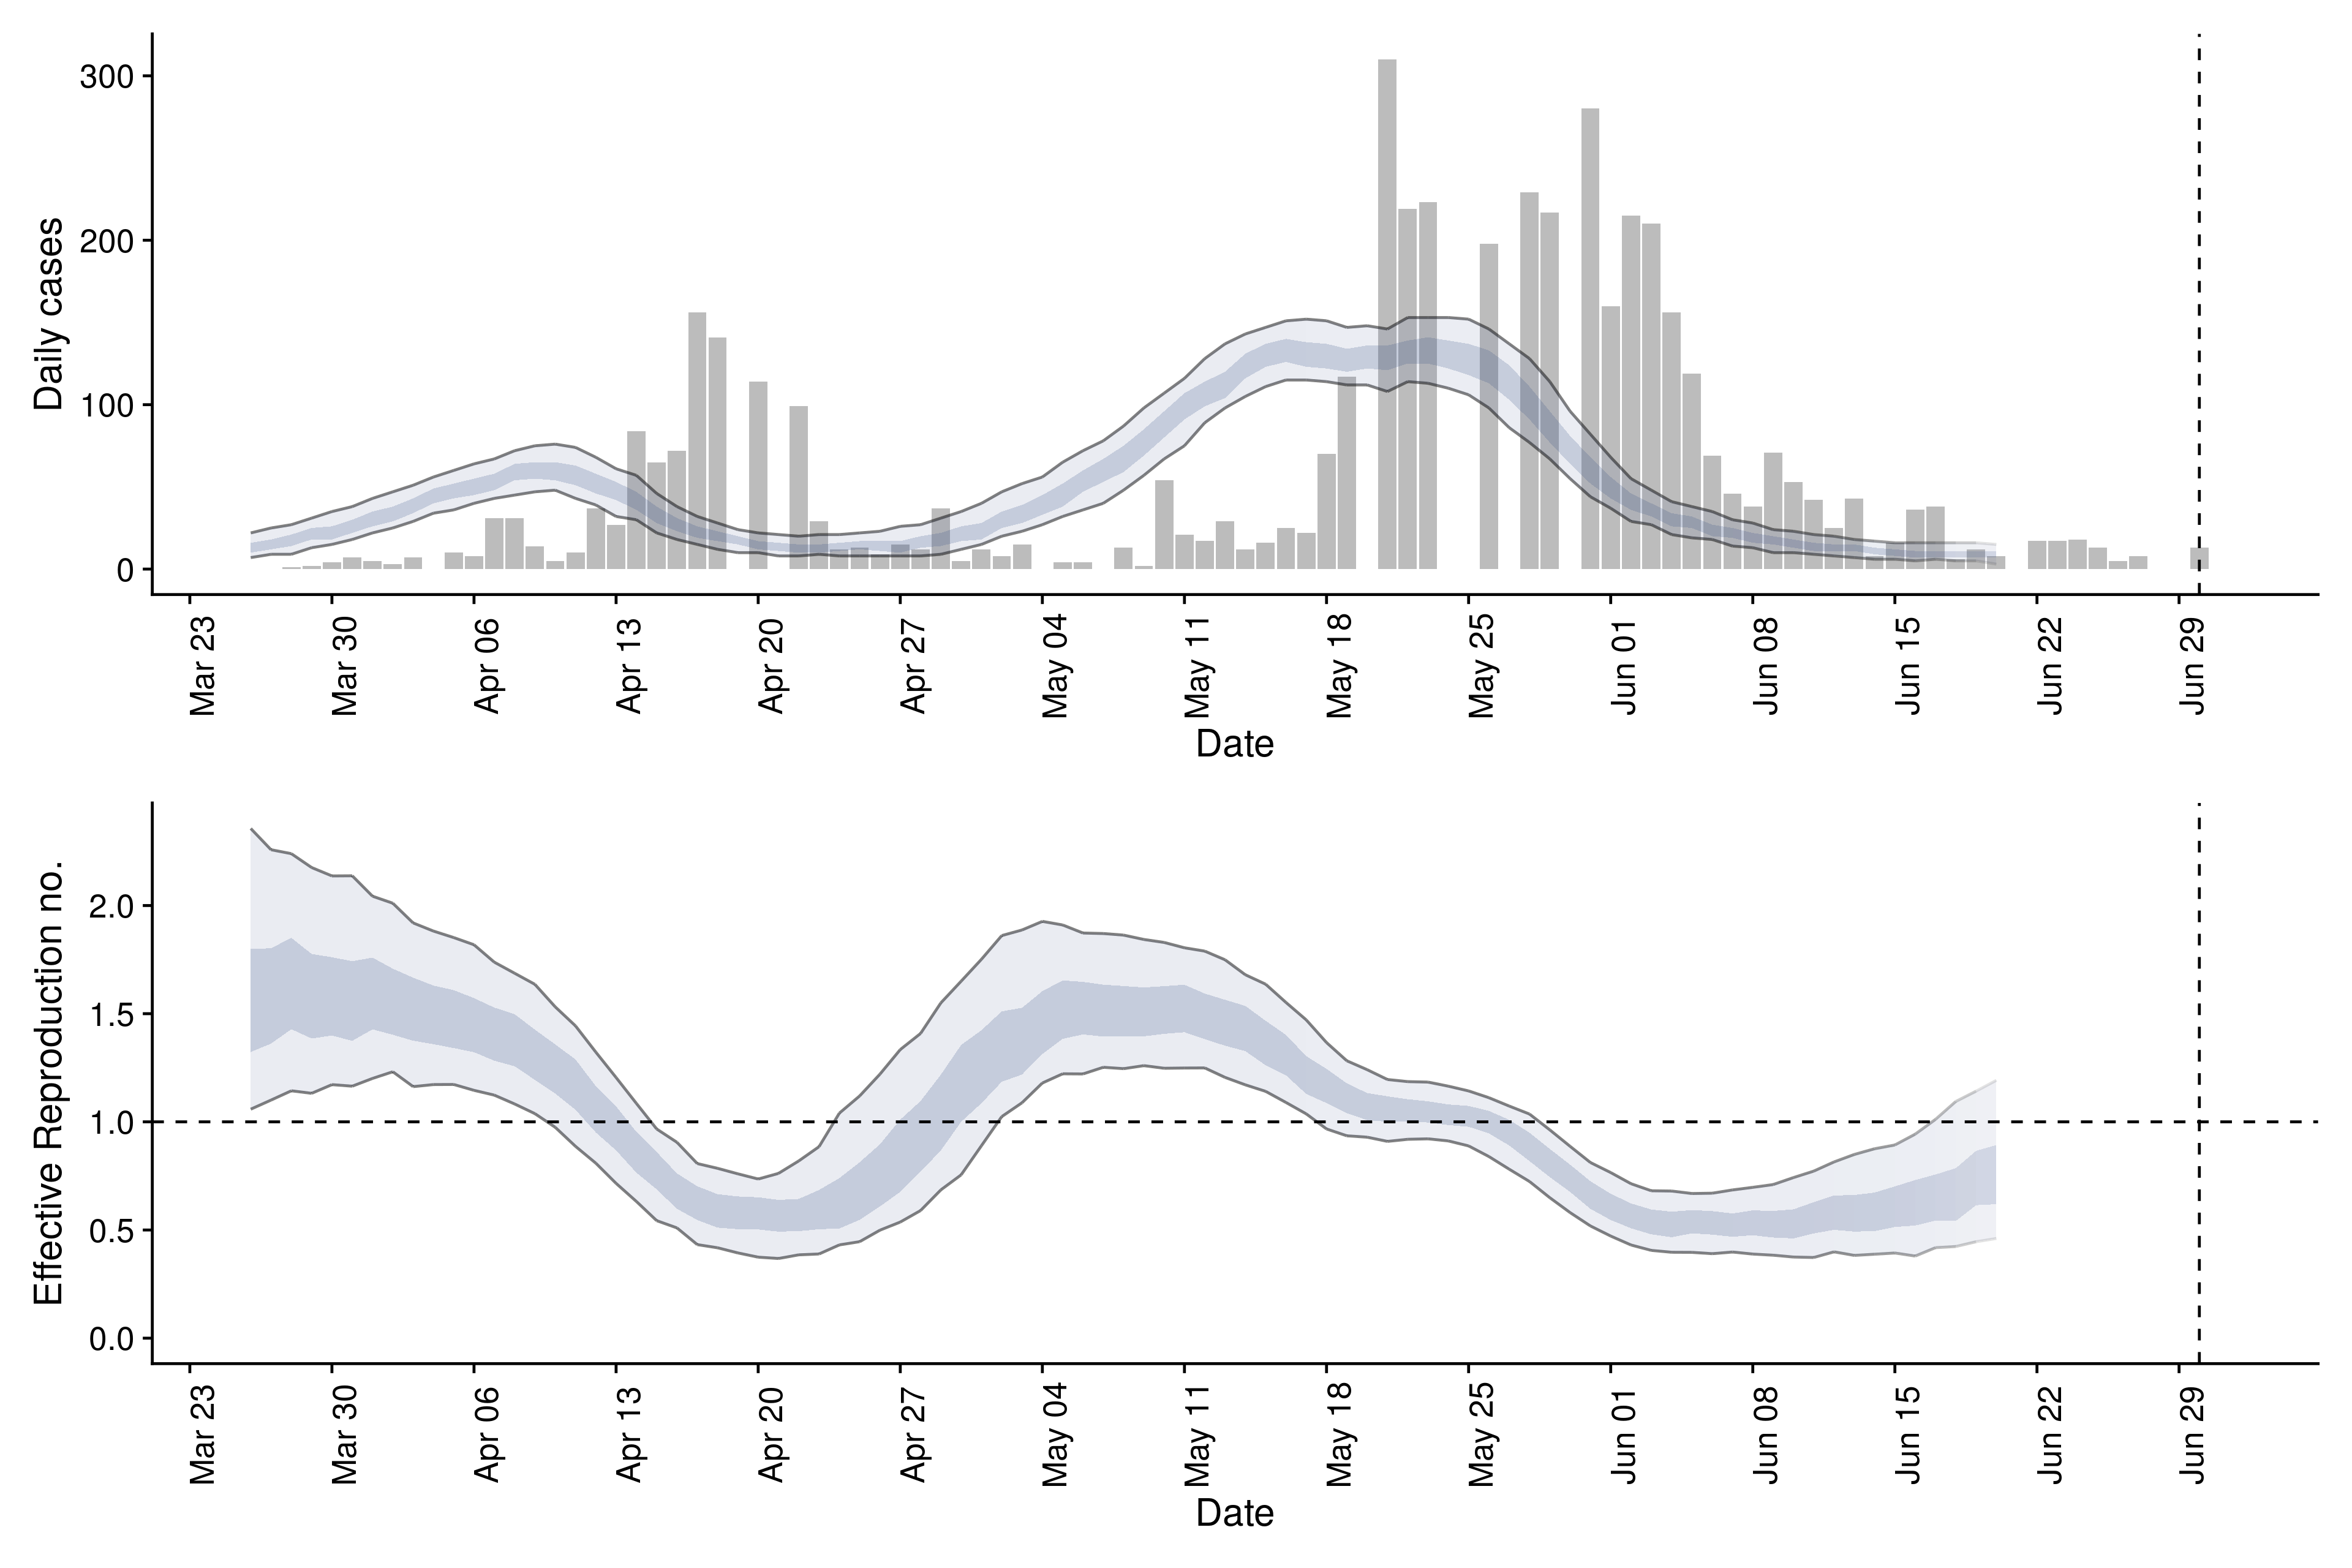 Daily cases
300
200
100
0
Mar 23
Mar 30
Apr 06
Apr 13
Apr 20
Apr 27
May 04
May 11
May 18
May 25
Jun 01
Jun 08
Jun 15
Jun 22
Jun 29
Date
Effective Reproduction no.
2.0
1.5
1.0
0.5
0.0
Mar 23
Mar 30
Apr 06
Apr 13
Apr 20
Apr 27
May 04
May 11
May 18
May 25
Jun 01
Jun 08
Jun 15
Jun 22
Jun 29
Date